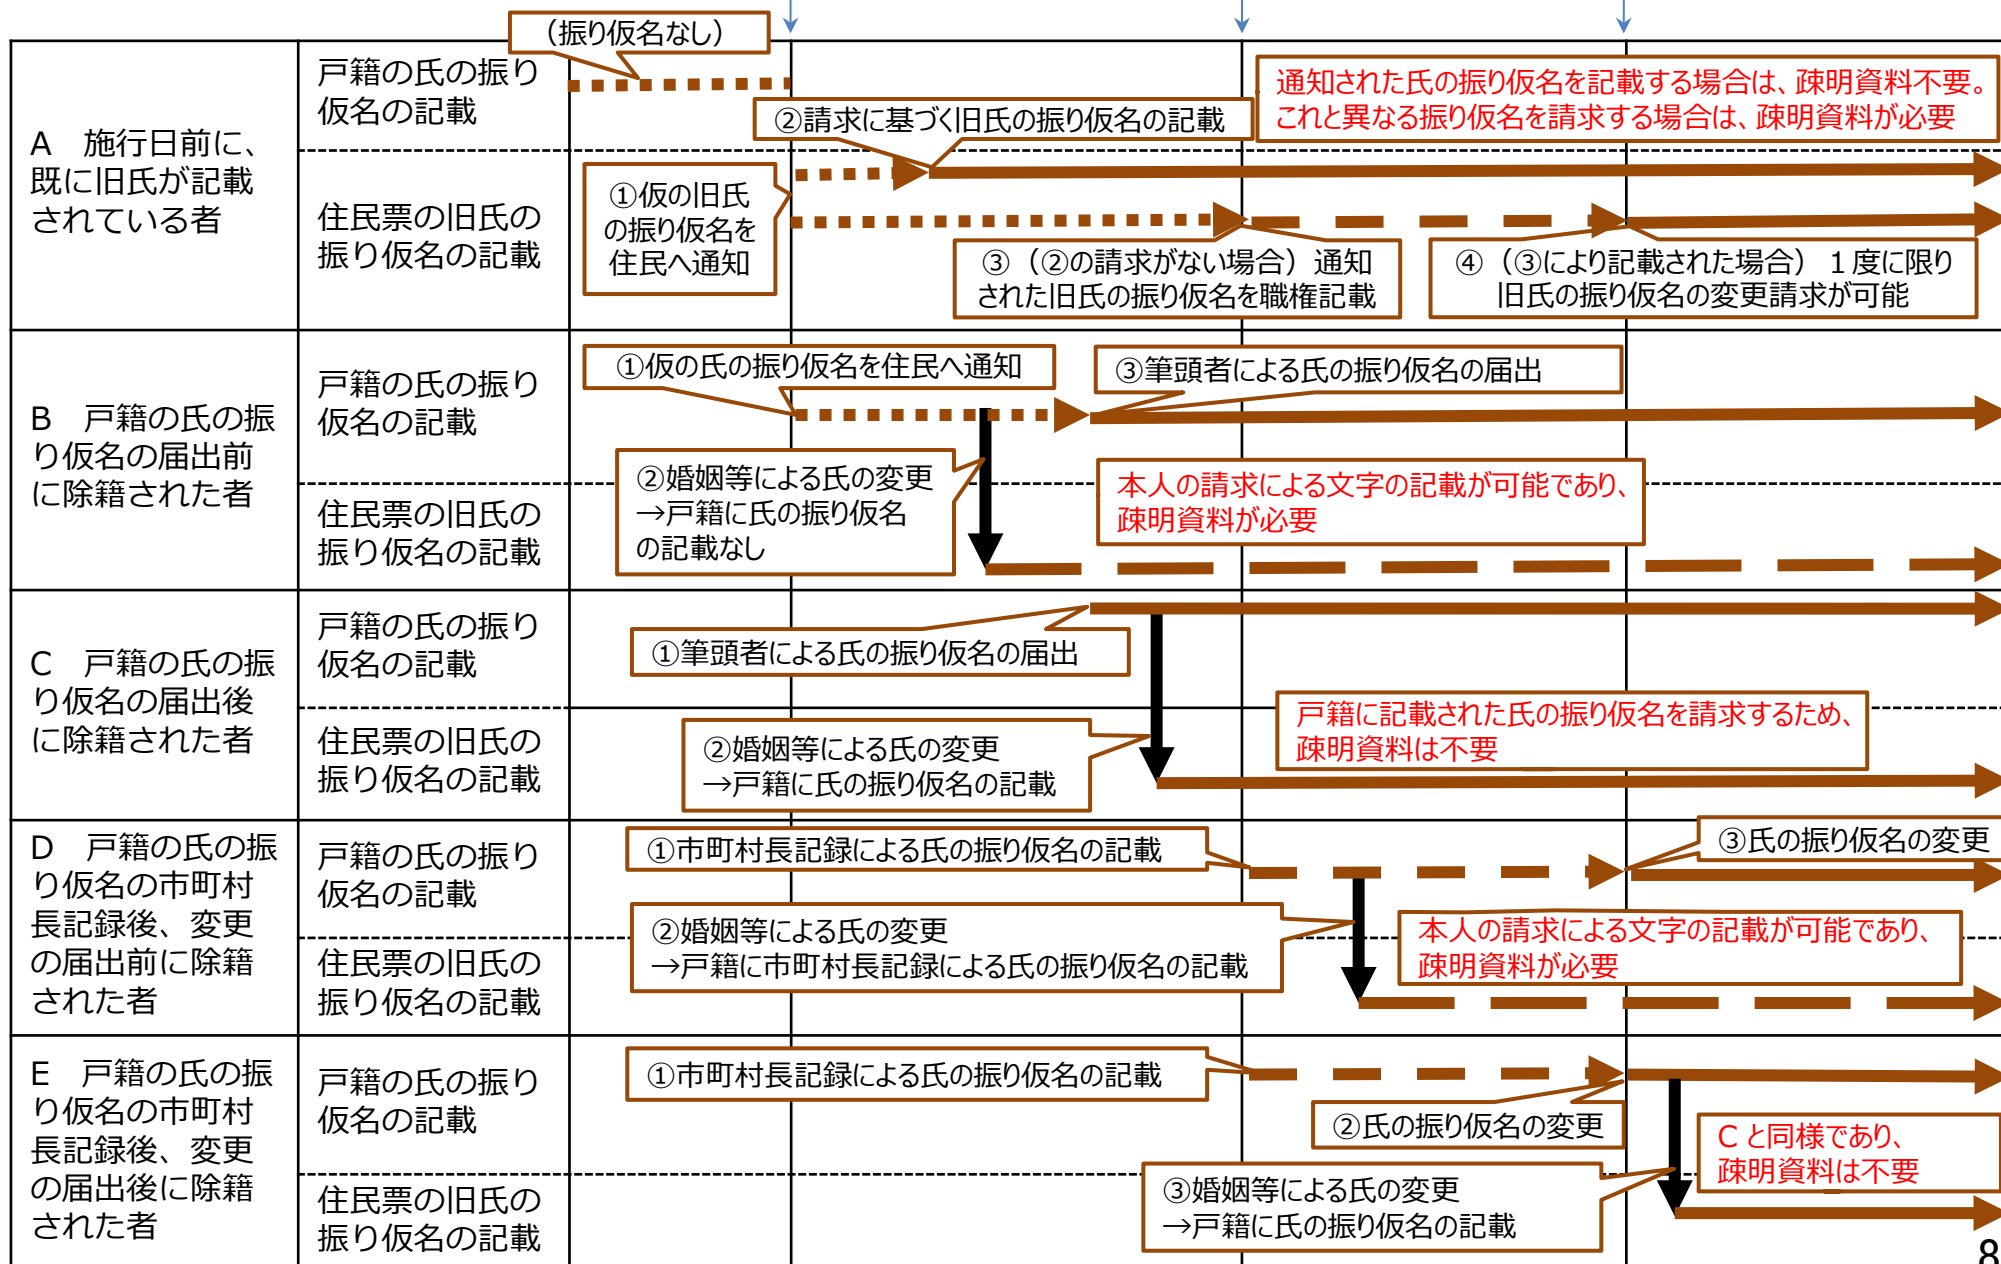 （振り仮名なし）
A　施行日前に、
既に旧氏が記載
されている者
戸籍の氏の振り
仮名の記載
②請求に基づく旧氏の振り仮名の記載
通知された氏の振り仮名を記載する場合は、疎明資料不要。
これと異なる振り仮名を請求する場合は、疎明資料が必要
住民票の旧氏の
振り仮名の記載
①仮の旧氏
の振り仮名を
住民へ通知
③（②の請求がない場合）通知
された旧氏の振り仮名を職権記載
④（③により記載された場合）１度に限り
旧氏の振り仮名の変更請求が可能
B　戸籍の氏の振
り仮名の届出前
に除籍された者
戸籍の氏の振り
仮名の記載
①仮の氏の振り仮名を住民へ通知
③筆頭者による氏の振り仮名の届出
住民票の旧氏の
振り仮名の記載
②婚姻等による氏の変更
→戸籍に氏の振り仮名
の記載なし
本人の請求による文字の記載が可能であり、
疎明資料が必要
C　戸籍の氏の振
り仮名の届出後
に除籍された者
戸籍の氏の振り
仮名の記載
①筆頭者による氏の振り仮名の届出
住民票の旧氏の
振り仮名の記載
②婚姻等による氏の変更
→戸籍に氏の振り仮名の記載
戸籍に記載された氏の振り仮名を請求するため、
疎明資料は不要
D　戸籍の氏の振
り仮名の市町村
長記録後、変更
の届出前に除籍
された者
戸籍の氏の振り
仮名の記載
①市町村長記録による氏の振り仮名の記載
③氏の振り仮名の変更
住民票の旧氏の
振り仮名の記載
②婚姻等による氏の変更
→戸籍に市町村長記録による氏の振り仮名の記載
本人の請求による文字の記載が可能であり、
疎明資料が必要
E　戸籍の氏の振
り仮名の市町村
長記録後、変更
の届出後に除籍
された者
戸籍の氏の振り
仮名の記載
①市町村長記録による氏の振り仮名の記載
②氏の振り仮名の変更
住民票の旧氏の
振り仮名の記載
③婚姻等による氏の変更
→戸籍に氏の振り仮名の記載
Cと同様であり、
疎明資料は不要
8